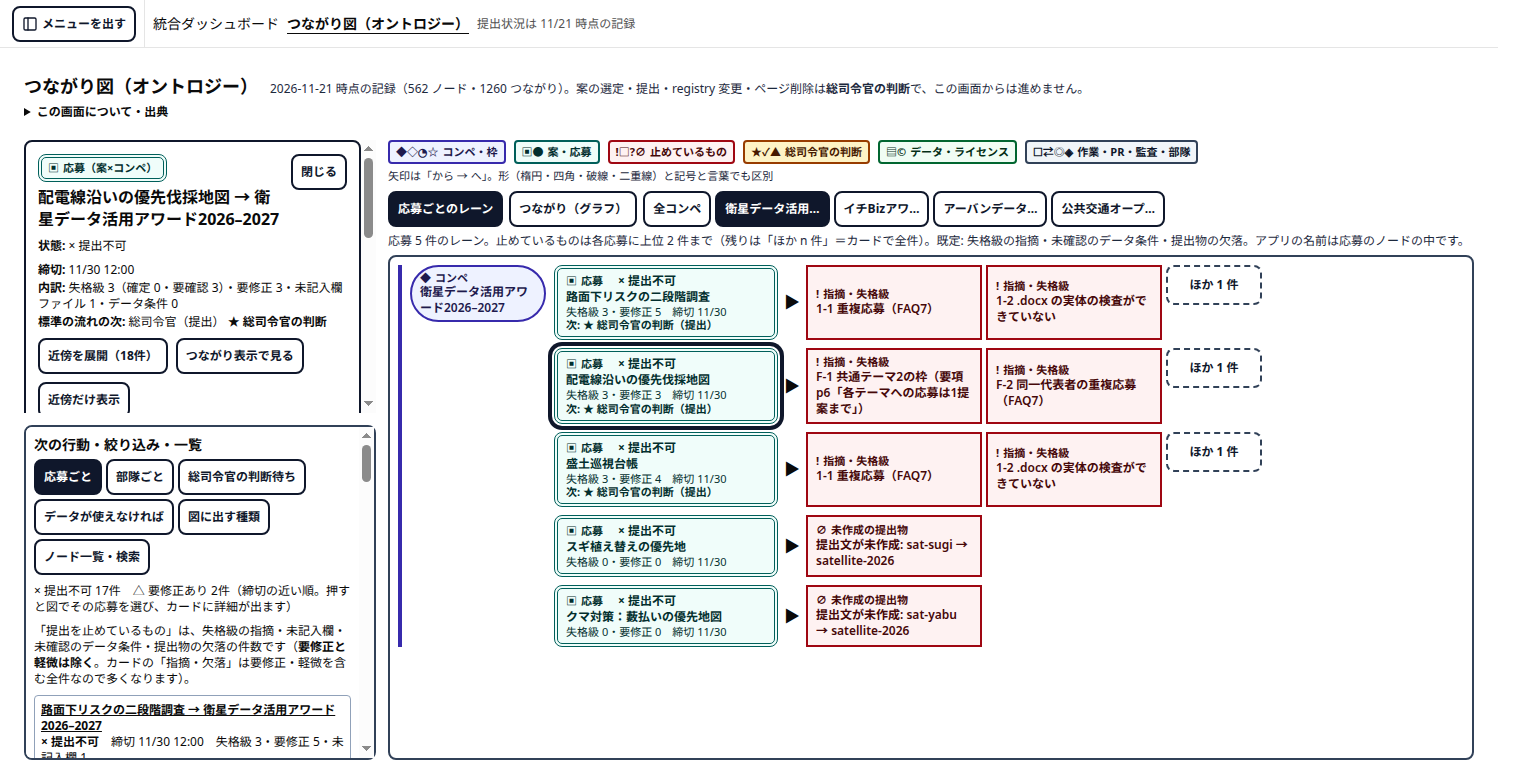 メニューを出す
統合ダッシュボード つながり図（オントロジー） 提出状況は 11/21 時点の記録
つながり図（オントロジー） 2026-11-21 時点の記録（562 ノード・1260 つながり）。案の選定・提出・registry 変更・ページ削除は総司令官の判断で、この画面からは進めません。
▶ この画面について・出典
▣ 応募（案×コンペ）
閉じる
配電線沿いの優先伐採地図 → 衛
星データ活用アワード2026–2027
状態: × 提出不可
締切: 11/30 12:00
内訳: 失格級 3（確定 0・要確認 3）・要修正 3・未記入欄
ファイル 1・データ条件 0
標準の流れの次: 総司令官（提出） ★ 総司令官の判断
近傍を展開（18件） つながり表示で見る
近傍だけ表示
次の行動・絞り込み・一覧
応募ごと 部隊ごと 総司令官の判断待ち
データが使えなければ 図に出す種類
ノード一覧・検索
× 提出不可 17件 △ 要修正あり 2件（締切の近い順。押す
と図でその応募を選び、カードに詳細が出ます）
「提出を止めているもの」は、失格級の指摘・未記入欄・
未確認のデータ条件・提出物の欠落の件数です（要修正と
軽微は除く。カードの「指摘・欠落」は要修正・軽微を含
む全件なので多くなります）。
路面下リスクの二段階調査 → 衛星データ活用アワード
2026–2027
× 提出不可 締切 11/30 12:00 失格級 3・要修正 5・未
記入欄 1
◆◇◔☆ コンペ・枠 ▣● 案・応募 !□?⊘ 止めているもの ★✓▲ 総司令官の判断 ▤© データ・ライセンス □⇄◎◆ 作業・PR・監査・部隊
矢印は「から → へ」。形（楕円・四角・破線・二重線）と記号と言葉でも区別
応募ごとのレーン つながり（グラフ） 全コンペ 衛星データ活用… イチBizアワ… アーバンデータ… 公共交通オープ…
応募 5 件のレーン。止めているものは各応募に上位 2 件まで（残りは「ほか n 件」＝カードで全件）。既定: 失格級の指摘・未確認のデータ条件・提出物の欠落。アプリの名前は応募のノードの中です。
◆ コンペ
衛星データ活用アワ
ード2026–2027
▣ 応募 × 提出不可
路面下リスクの二段階調査
失格級 3・要修正 5 締切 11/30
次: ★ 総司令官の判断（提出）
▶
! 指摘・失格級
1-1 重複応募（FAQ7）
! 指摘・失格級
1-2 .docx の実体の検査がで
きていない
ほか 1 件
▣ 応募 × 提出不可
配電線沿いの優先伐採地図
失格級 3・要修正 3 締切 11/30
次: ★ 総司令官の判断（提出）
▶
! 指摘・失格級
F-1 共通テーマ2の枠（要項
p6「各テーマへの応募は1提
案まで」）
! 指摘・失格級
F-2 同一代表者の重複応募
（FAQ7）
ほか 1 件
▣ 応募 × 提出不可
盛土巡視台帳
失格級 3・要修正 4 締切 11/30
次: ★ 総司令官の判断（提出）
▶
! 指摘・失格級
1-1 重複応募（FAQ7）
! 指摘・失格級
1-2 .docx の実体の検査がで
きていない
ほか 1 件
▣ 応募 × 提出不可
スギ植え替えの優先地
失格級 0・要修正 0 締切 11/30
▶
⊘ 未作成の提出物
提出文が未作成: sat-sugi →
satellite-2026
▣ 応募 × 提出不可
クマ対策：藪払いの優先地図
失格級 0・要修正 0 締切 11/30
▶
⊘ 未作成の提出物
提出文が未作成: sat-yabu
→ satellite-2026